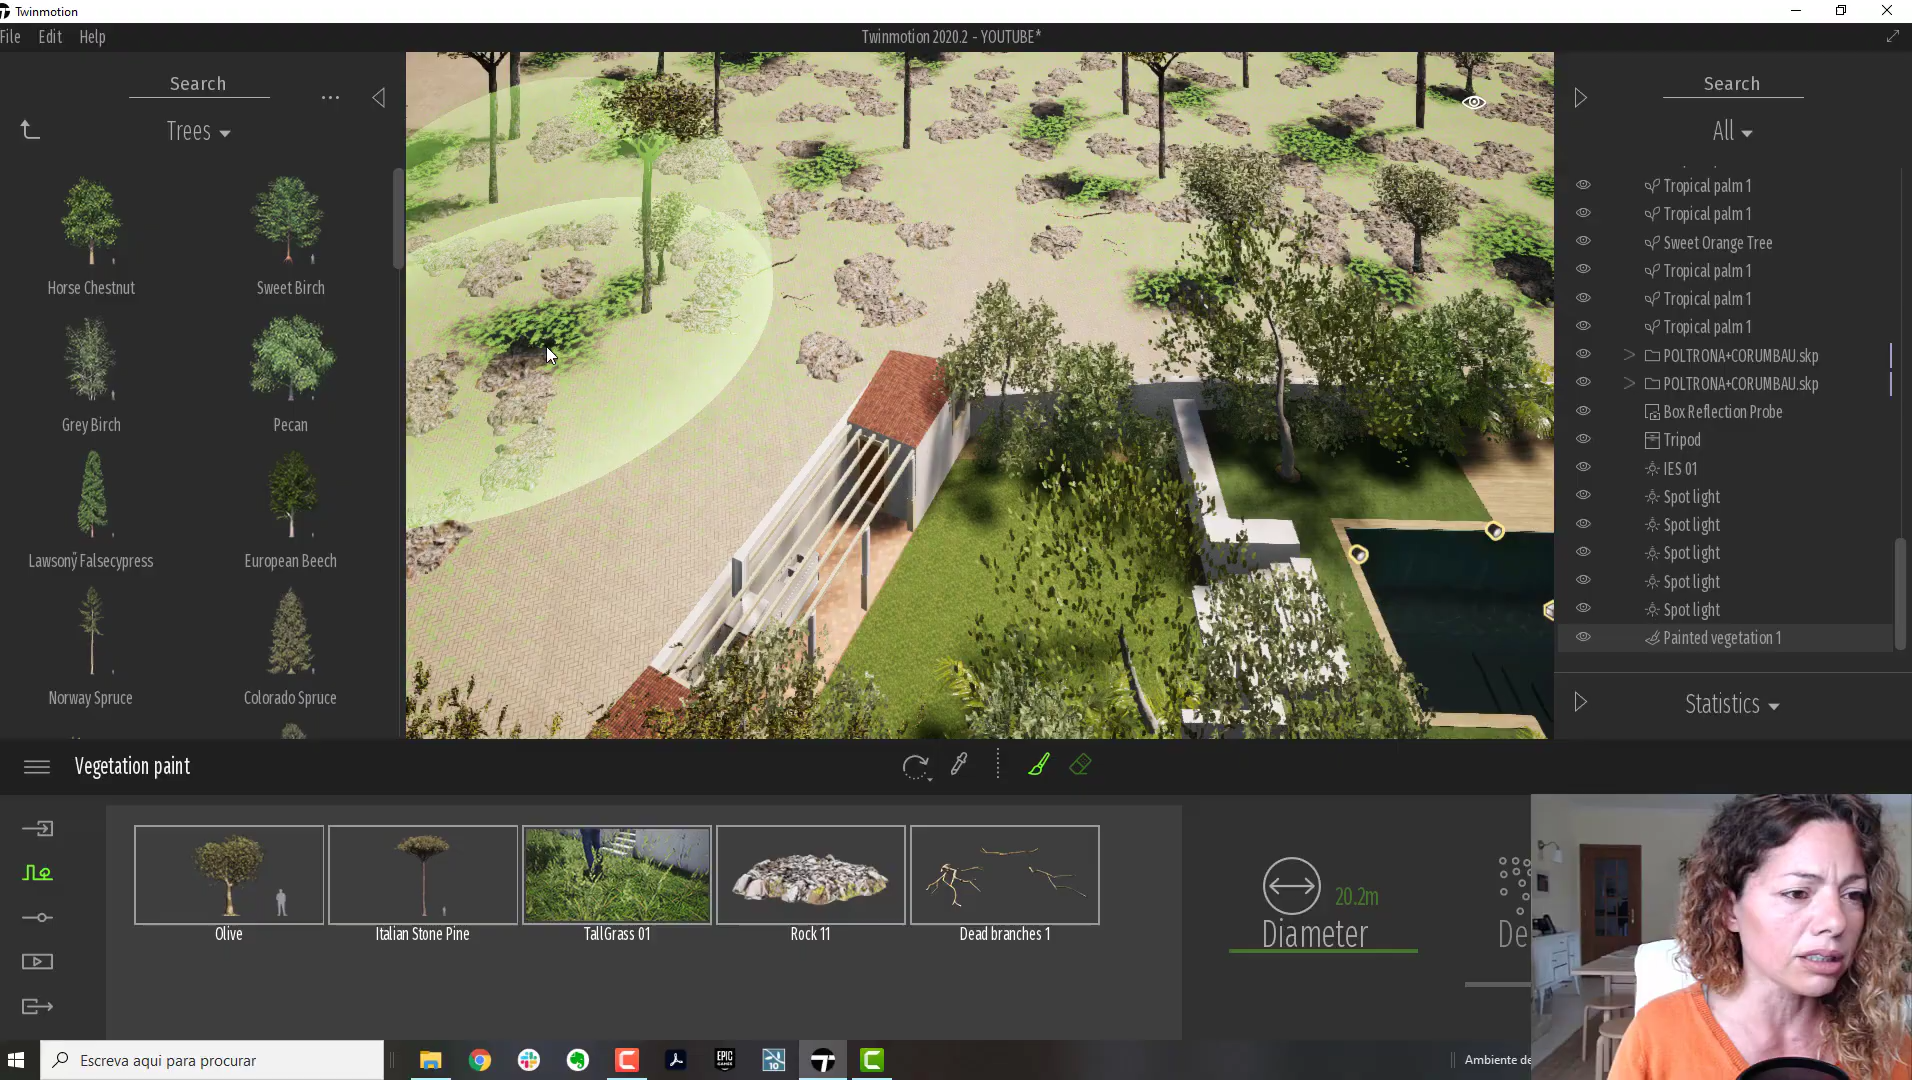 Twinmotion
File Edit Help
Twinmotion 2020.2 - YOUTUBE*
Search
...
Trees
Horse Chestnut
Sweet Birch
Grey Birch
Pecan
Lawsony Falsecypress
European Beech
Norway Spruce
Colorado Spruce
Search
All
Tropical palm 1
Tropical palm 1
Sweet Orange Tree
Tropical palm 1
Tropical palm 1
Tropical palm 1
POLTRONA+CORUMBAU.skp
POLTRONA+CORUMBAU.skp
Box Reflection Probe
Tripod
IES 01
Spot light
Spot light
Spot light
Spot light
Spot light
Painted vegetation 1
Statistics
Vegetation paint
Olive
Italian Stone Pine
TallGrass 01
Rock 11
Dead branches 1
20.2m
Diameter
De
Escreva aqui para procurar
EPIC
GAMES
10
Ambiente de